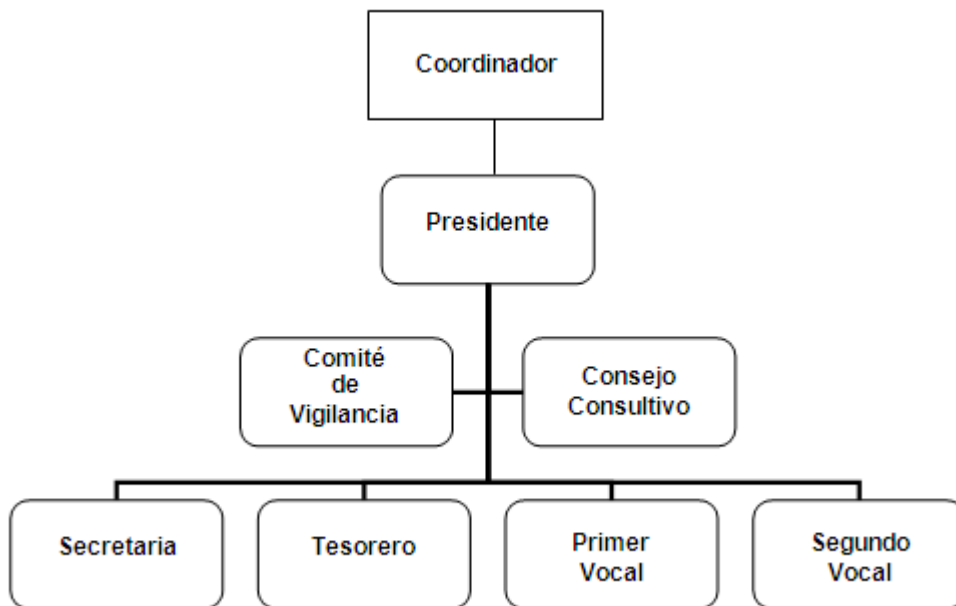 Coordinador
Presidente
Comité
de
Vigilancia
Consejo
Consultivo
Secretaria
Tesorero
Primer
Vocal
Segundo
Vocal